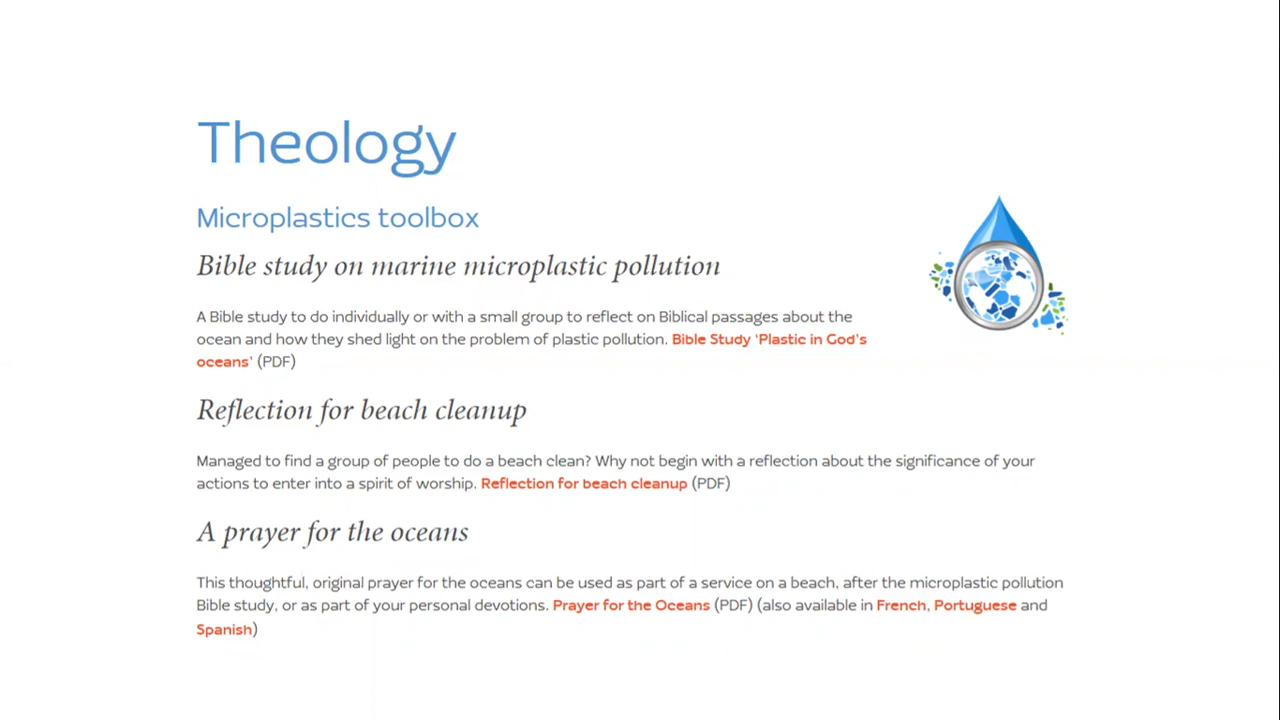 Theology
Microplastics toolbox
Bible study on marine microplastic pollution
A Bible study to do individually or with a small group to reflect on Biblical passages about the
ocean and how they shed light on the problem of plastic pollution. Bible Study ‘Plastic in God’s
oceans’ (PDF)
Reflection for beach cleanup
Managed to find a group of people to do a beach clean? Why not begin with a reflection about the significance of your
actions to enter into a spirit of worship. Reflection for beach cleanup (PDF)
A prayer for the oceans
This thoughtful, original prayer for the oceans can be used as part of a service on a beach, after the microplastic pollution
Bible study, or as part of your personal devotions. Prayer for the Oceans (PDF) (also available in French, Portuguese and
Spanish)